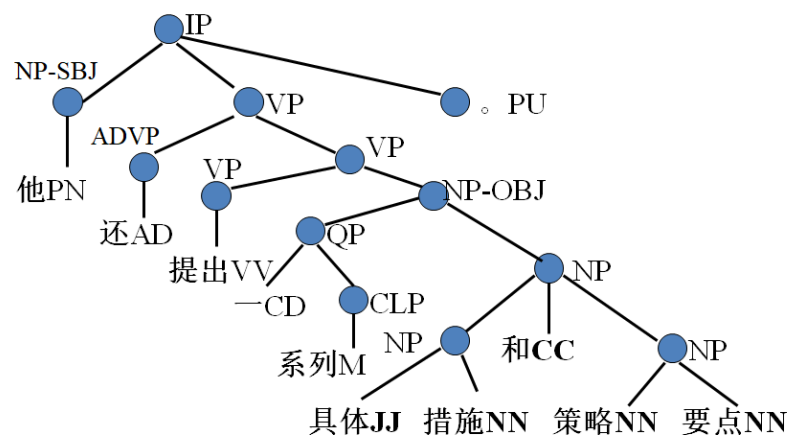 IP
NP-SBJ
VP
。PU
ADVP
VP
VP
他PN
NP-OBJ
还AD
QP
提出VV
NP
一CD
CLP
系列M
NP
和CC
NP
具体JJ 措施NN 策略NN 要点NN